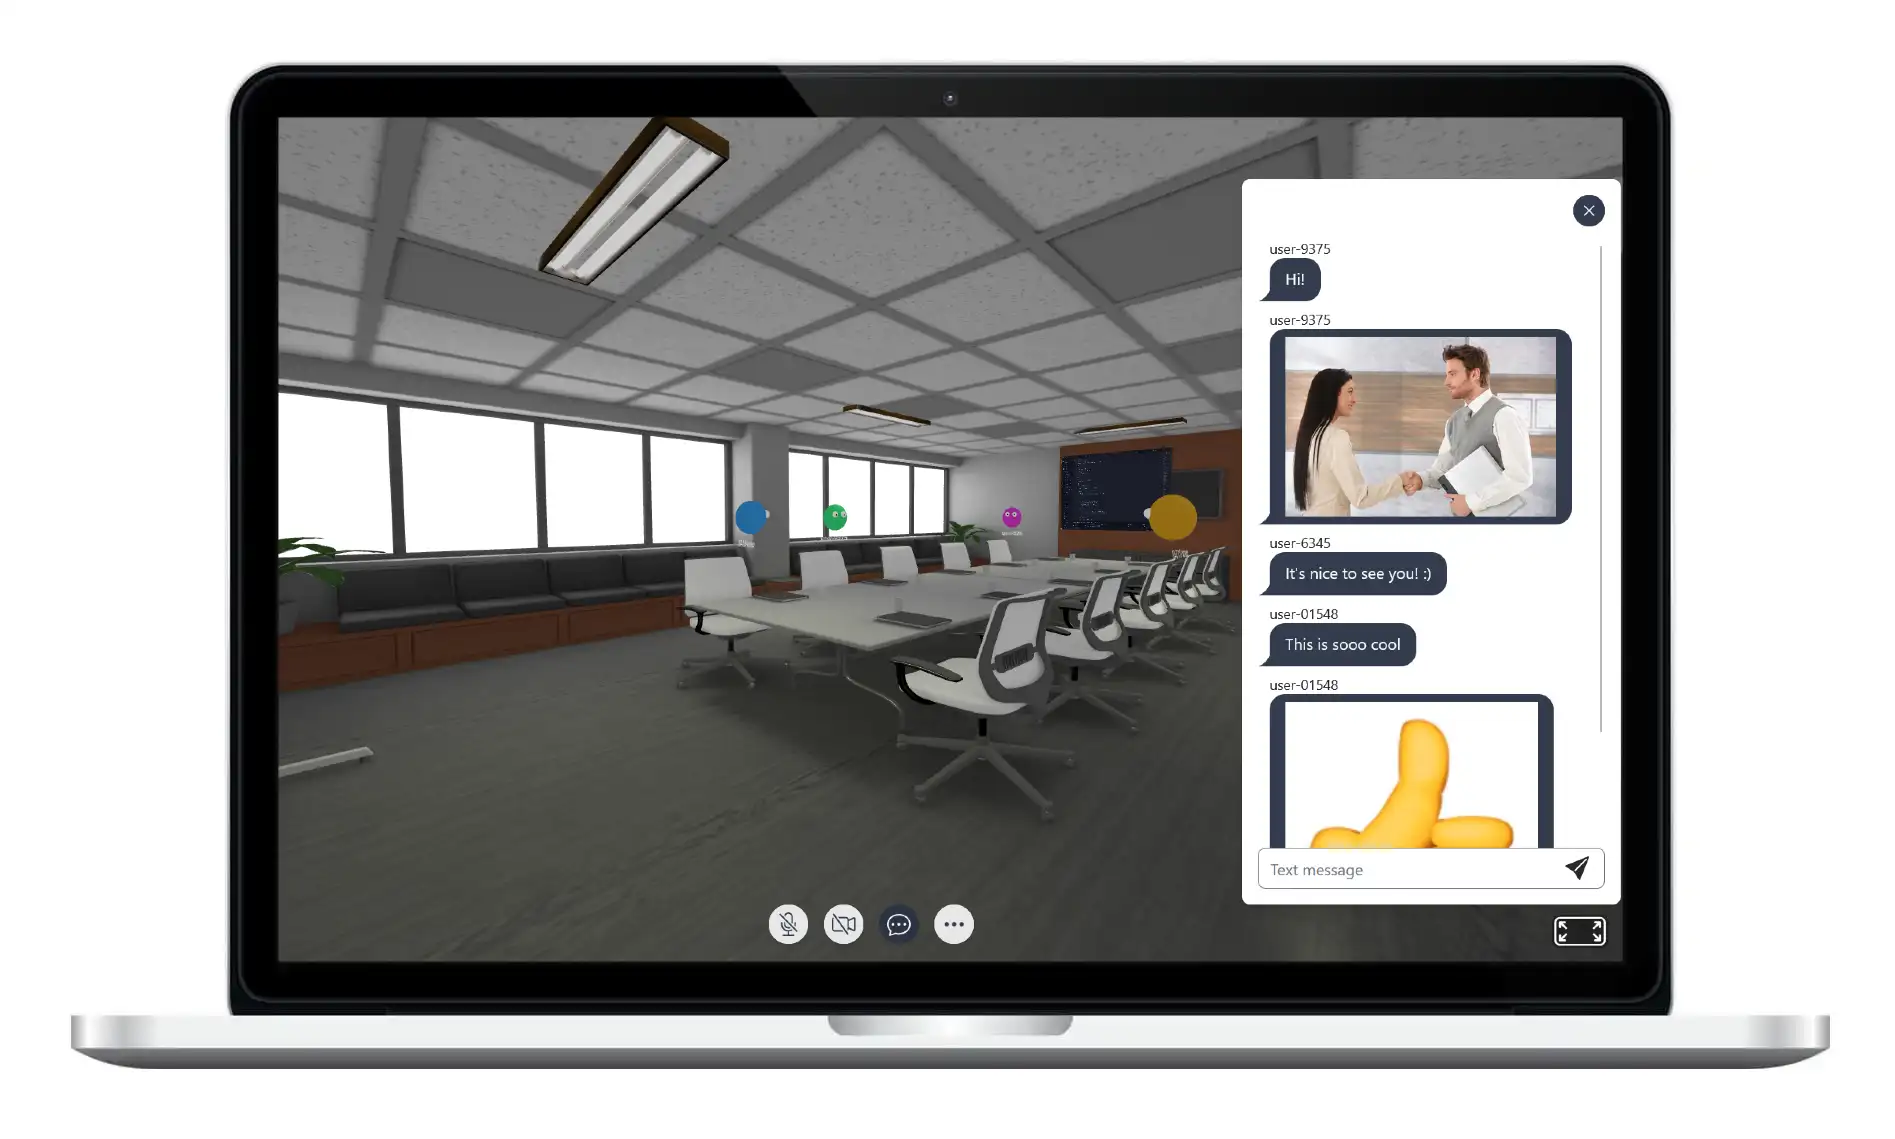 user-9375
Hi!
user-9375
user-6345
It's nice to see you! :)
user-01548
This is sooo cool
user-01548
Text message